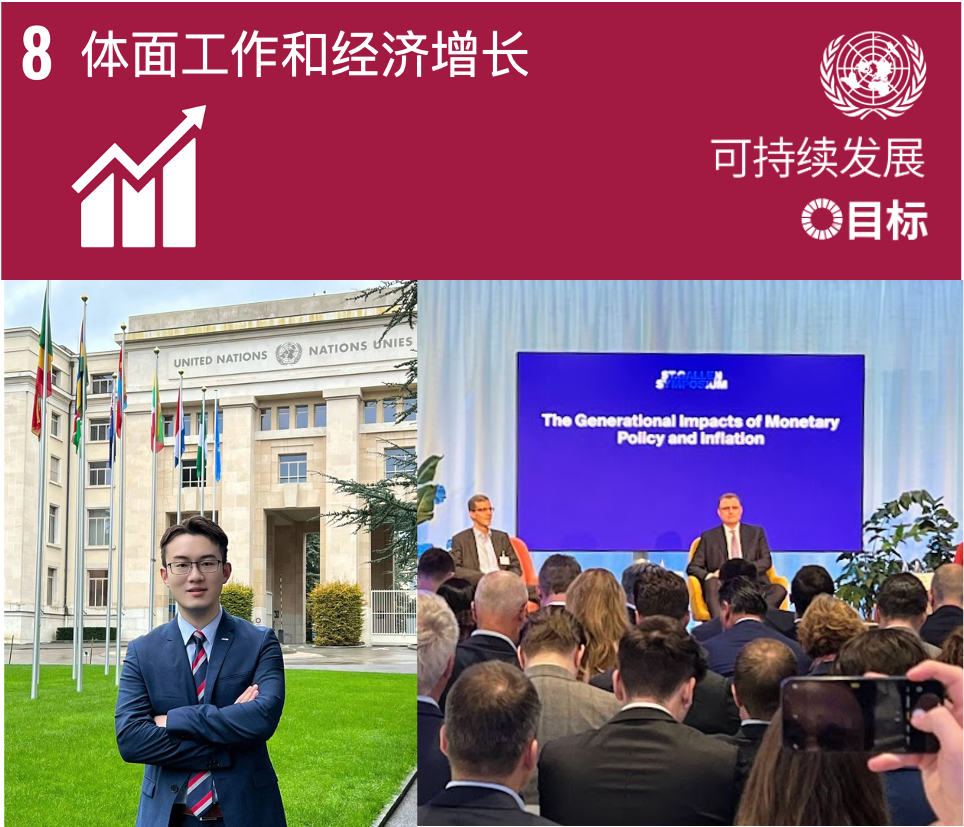 8 体面工作和经济增长
可持续发展
目标
UNITED NATIONS NATIONS UNIES
ST.GALLEN
SYMPOSIUM
The Generational Impacts of Monetary
Policy and Inflation